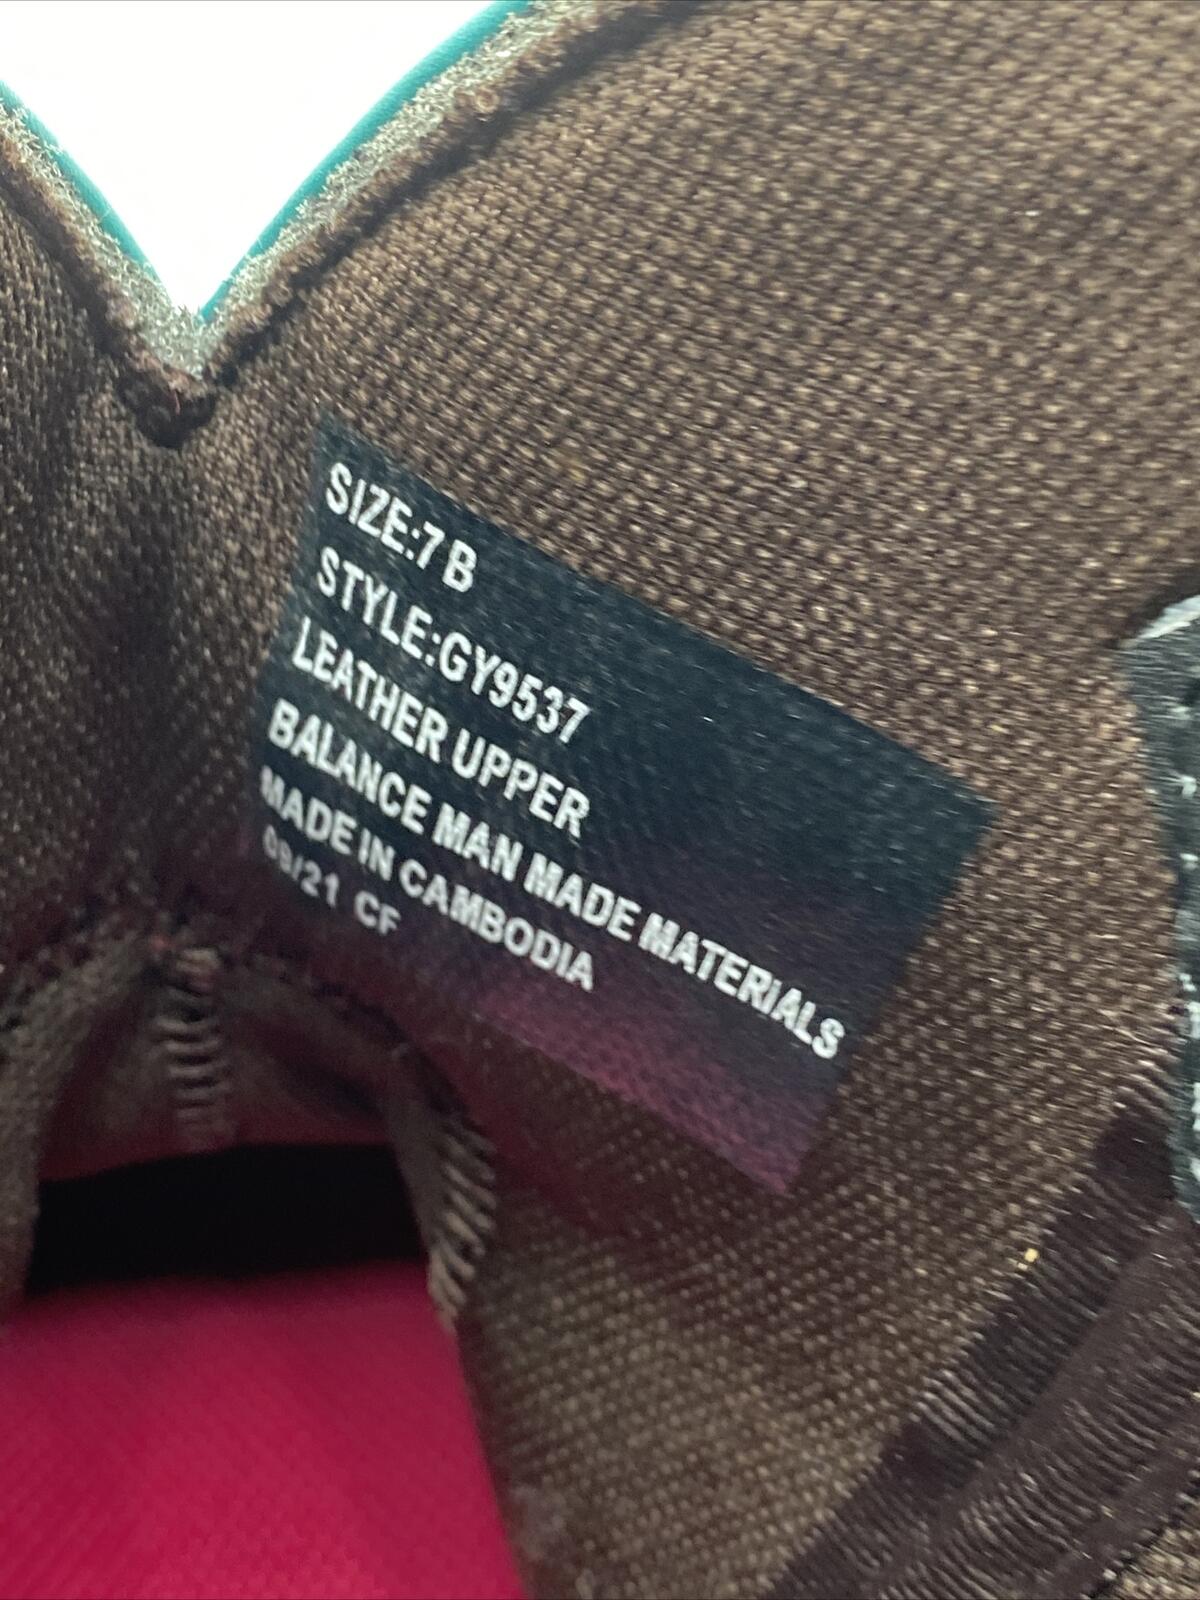 SIZE:7 B
STYLE:GY9537
LEATHER UPPER
BALANCE MAN MADE MATERIALS
MADE IN CAMBODIA
09/21 CF